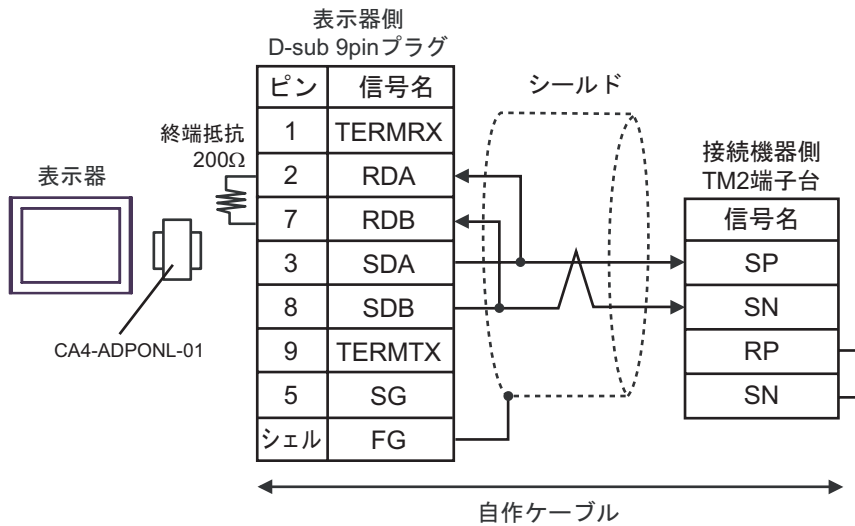 表示器側
D-sub 9pinプラグ
ピン 信号名
1 TERMRX
2 RDA
7 RDB
3 SDA
8 SDB
9 TERMTX
5 SG
シェル FG
終端抵抗
200Ω
シールド
表示器
CA4-ADPONL-01
接続機器側
TM2端子台
信号名
SP
SN
RP
SN
自作ケーブル